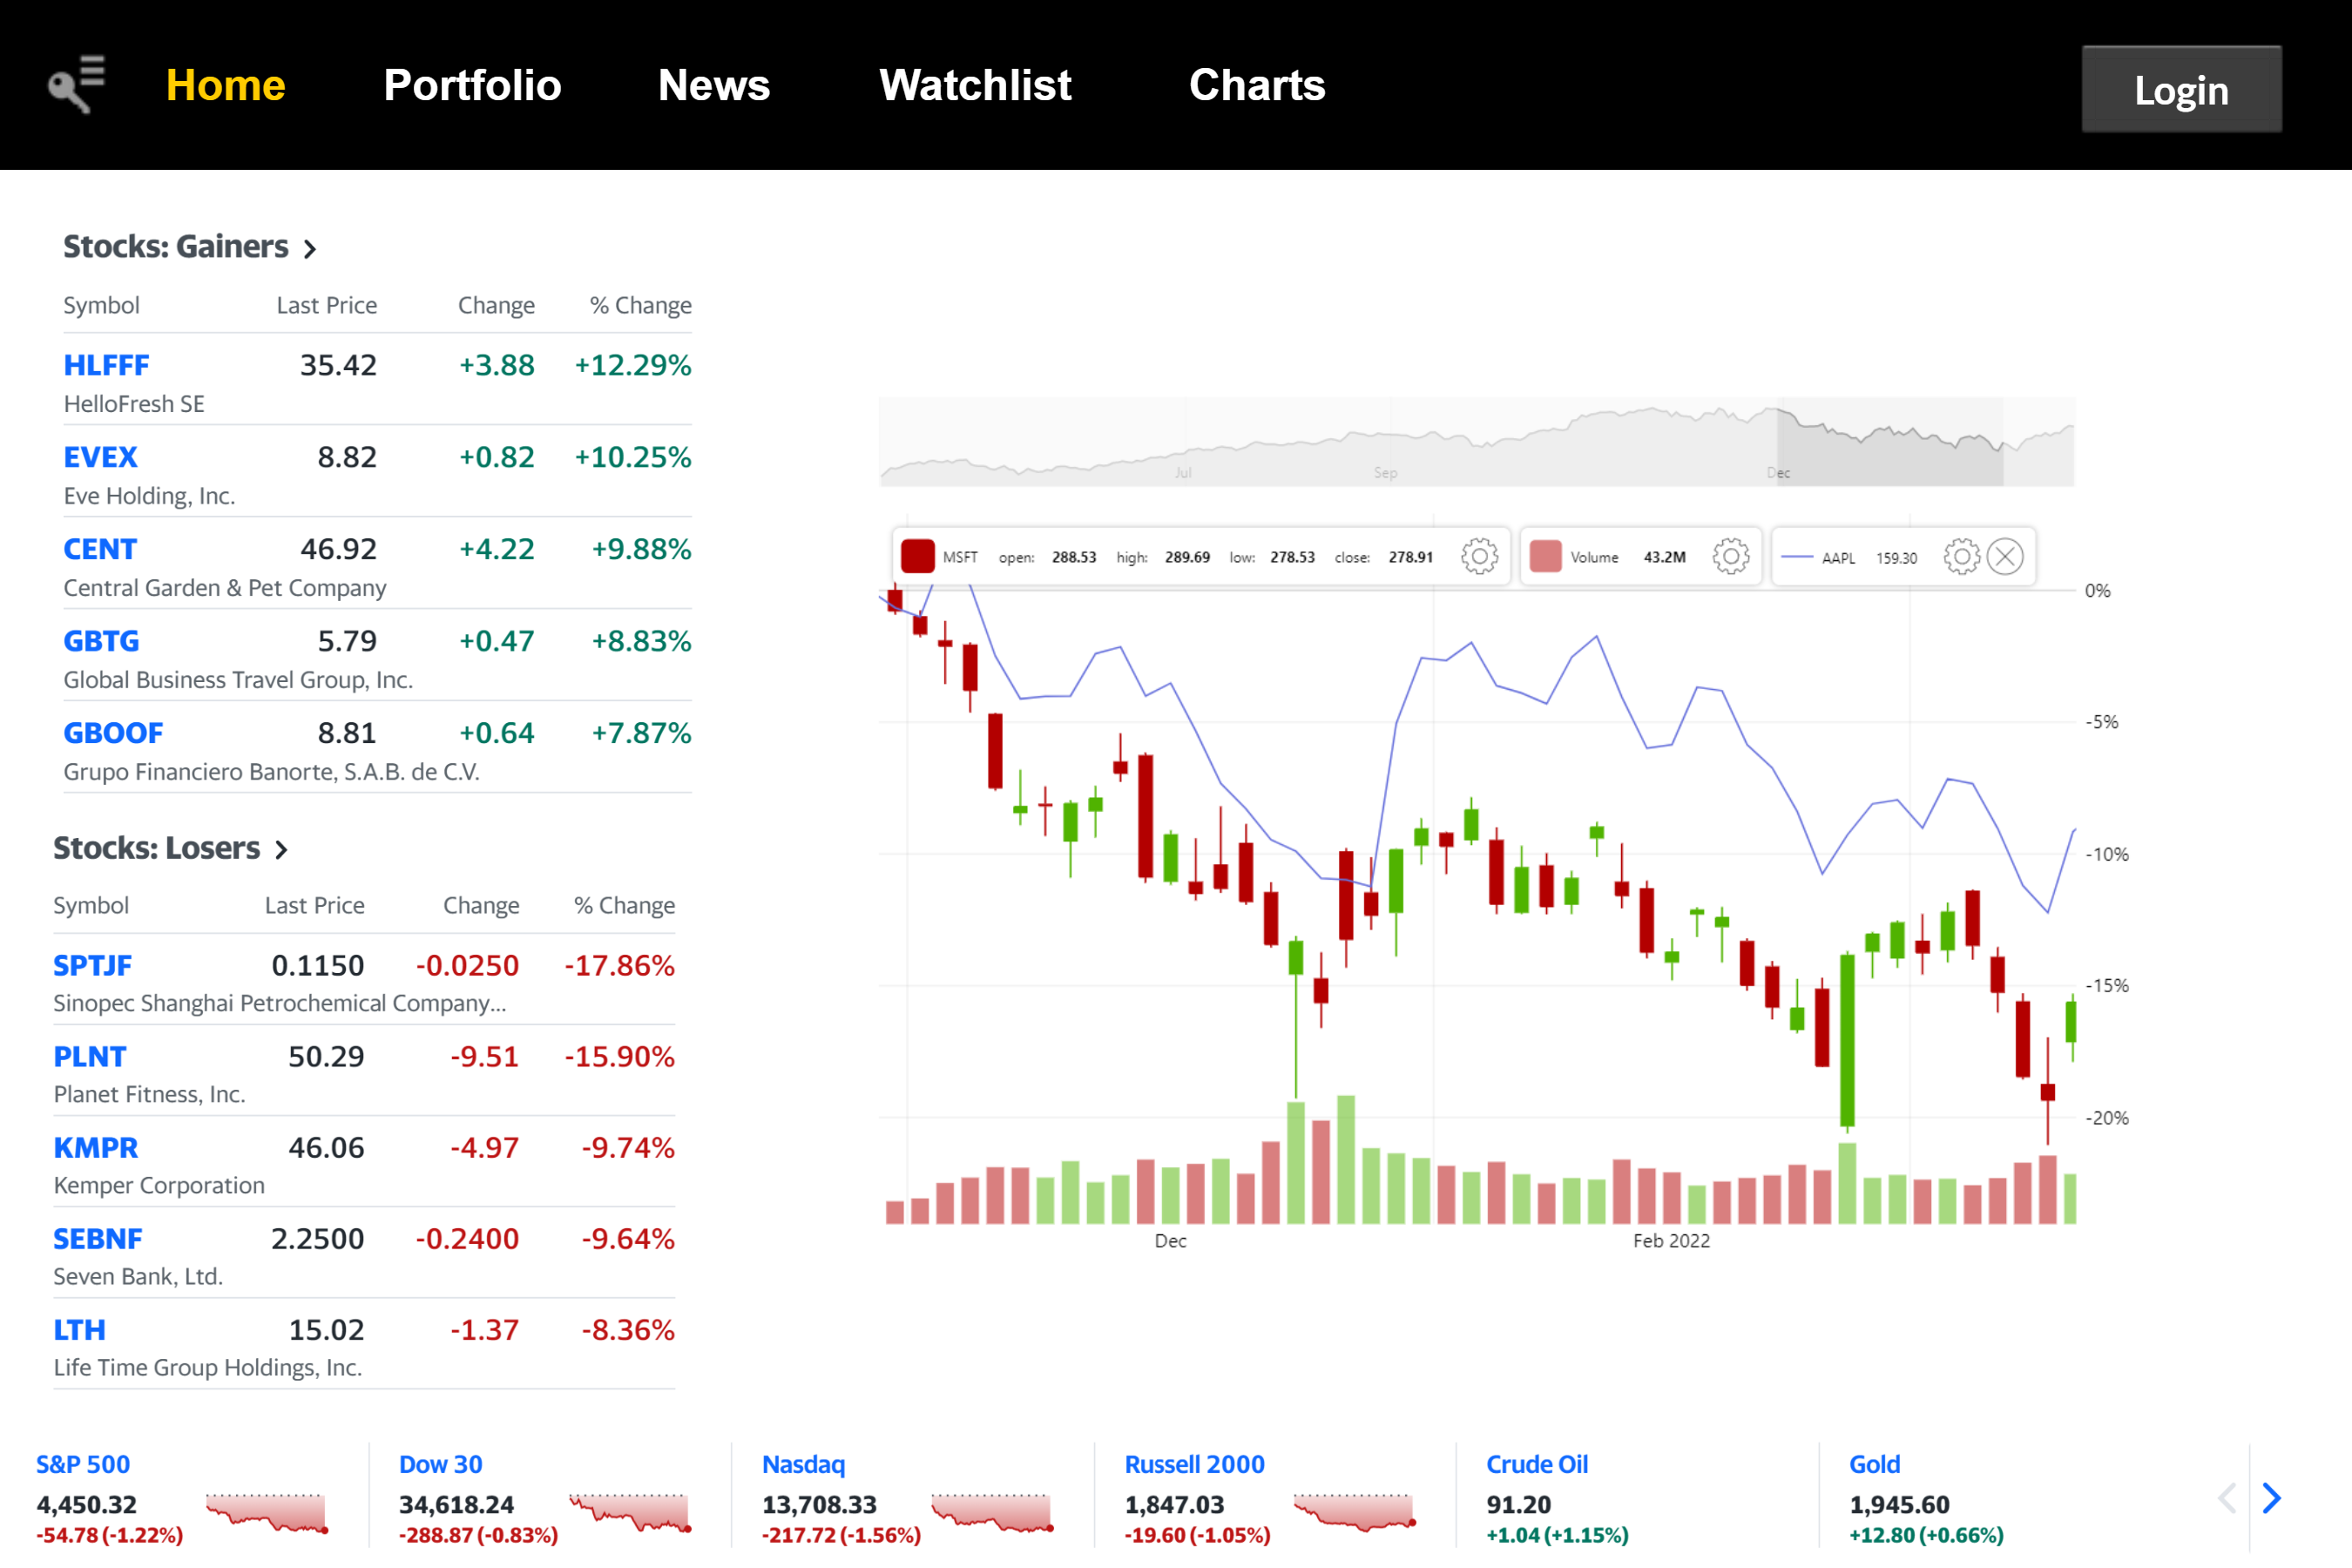 Home Portfolio News Watchlist Charts Login
Stocks: Gainers
Symbol Last Price Change % Change
HLFFF 35.42 +3.88 +12.29%
HelloFresh SE
EVEX 8.82 +0.82 +10.25%
Eve Holding, Inc.
CENT 46.92 +4.22 +9.88%
Central Garden & Pet Company
GBTG 5.79 +0.47 +8.83%
Global Business Travel Group, Inc.
GBOOF 8.81 +0.64 +7.87%
Grupo Financiero Banorte, S.A.B. de C.V.
Stocks: Losers
Symbol Last Price Change % Change
SPTJF 0.1150 -0.0250 -17.86%
Sinopec Shanghai Petrochemical Company...
PLNT 50.29 -9.51 -15.90%
Planet Fitness, Inc.
KMPR 46.06 -4.97 -9.74%
Kemper Corporation
SEBNF 2.2500 -0.2400 -9.64%
Seven Bank, Ltd.
LTH 15.02 -1.37 -8.36%
Life Time Group Holdings, Inc.
Jul Sep Dec
MSFT open: 288.53 high: 289.69 low: 278.53 close: 278.91 Volume 43.2M AAPL 159.30
0%
-5%
-10%
-15%
-20%
Dec Feb 2022
S&P 500
4,450.32
-54.78 (-1.22%)
Dow 30
34,618.24
-288.87 (-0.83%)
Nasdaq
13,708.33
-217.72 (-1.56%)
Russell 2000
1,847.03
-19.60 (-1.05%)
Crude Oil
91.20
+1.04 (+1.15%)
Gold
1,945.60
+12.80 (+0.66%)